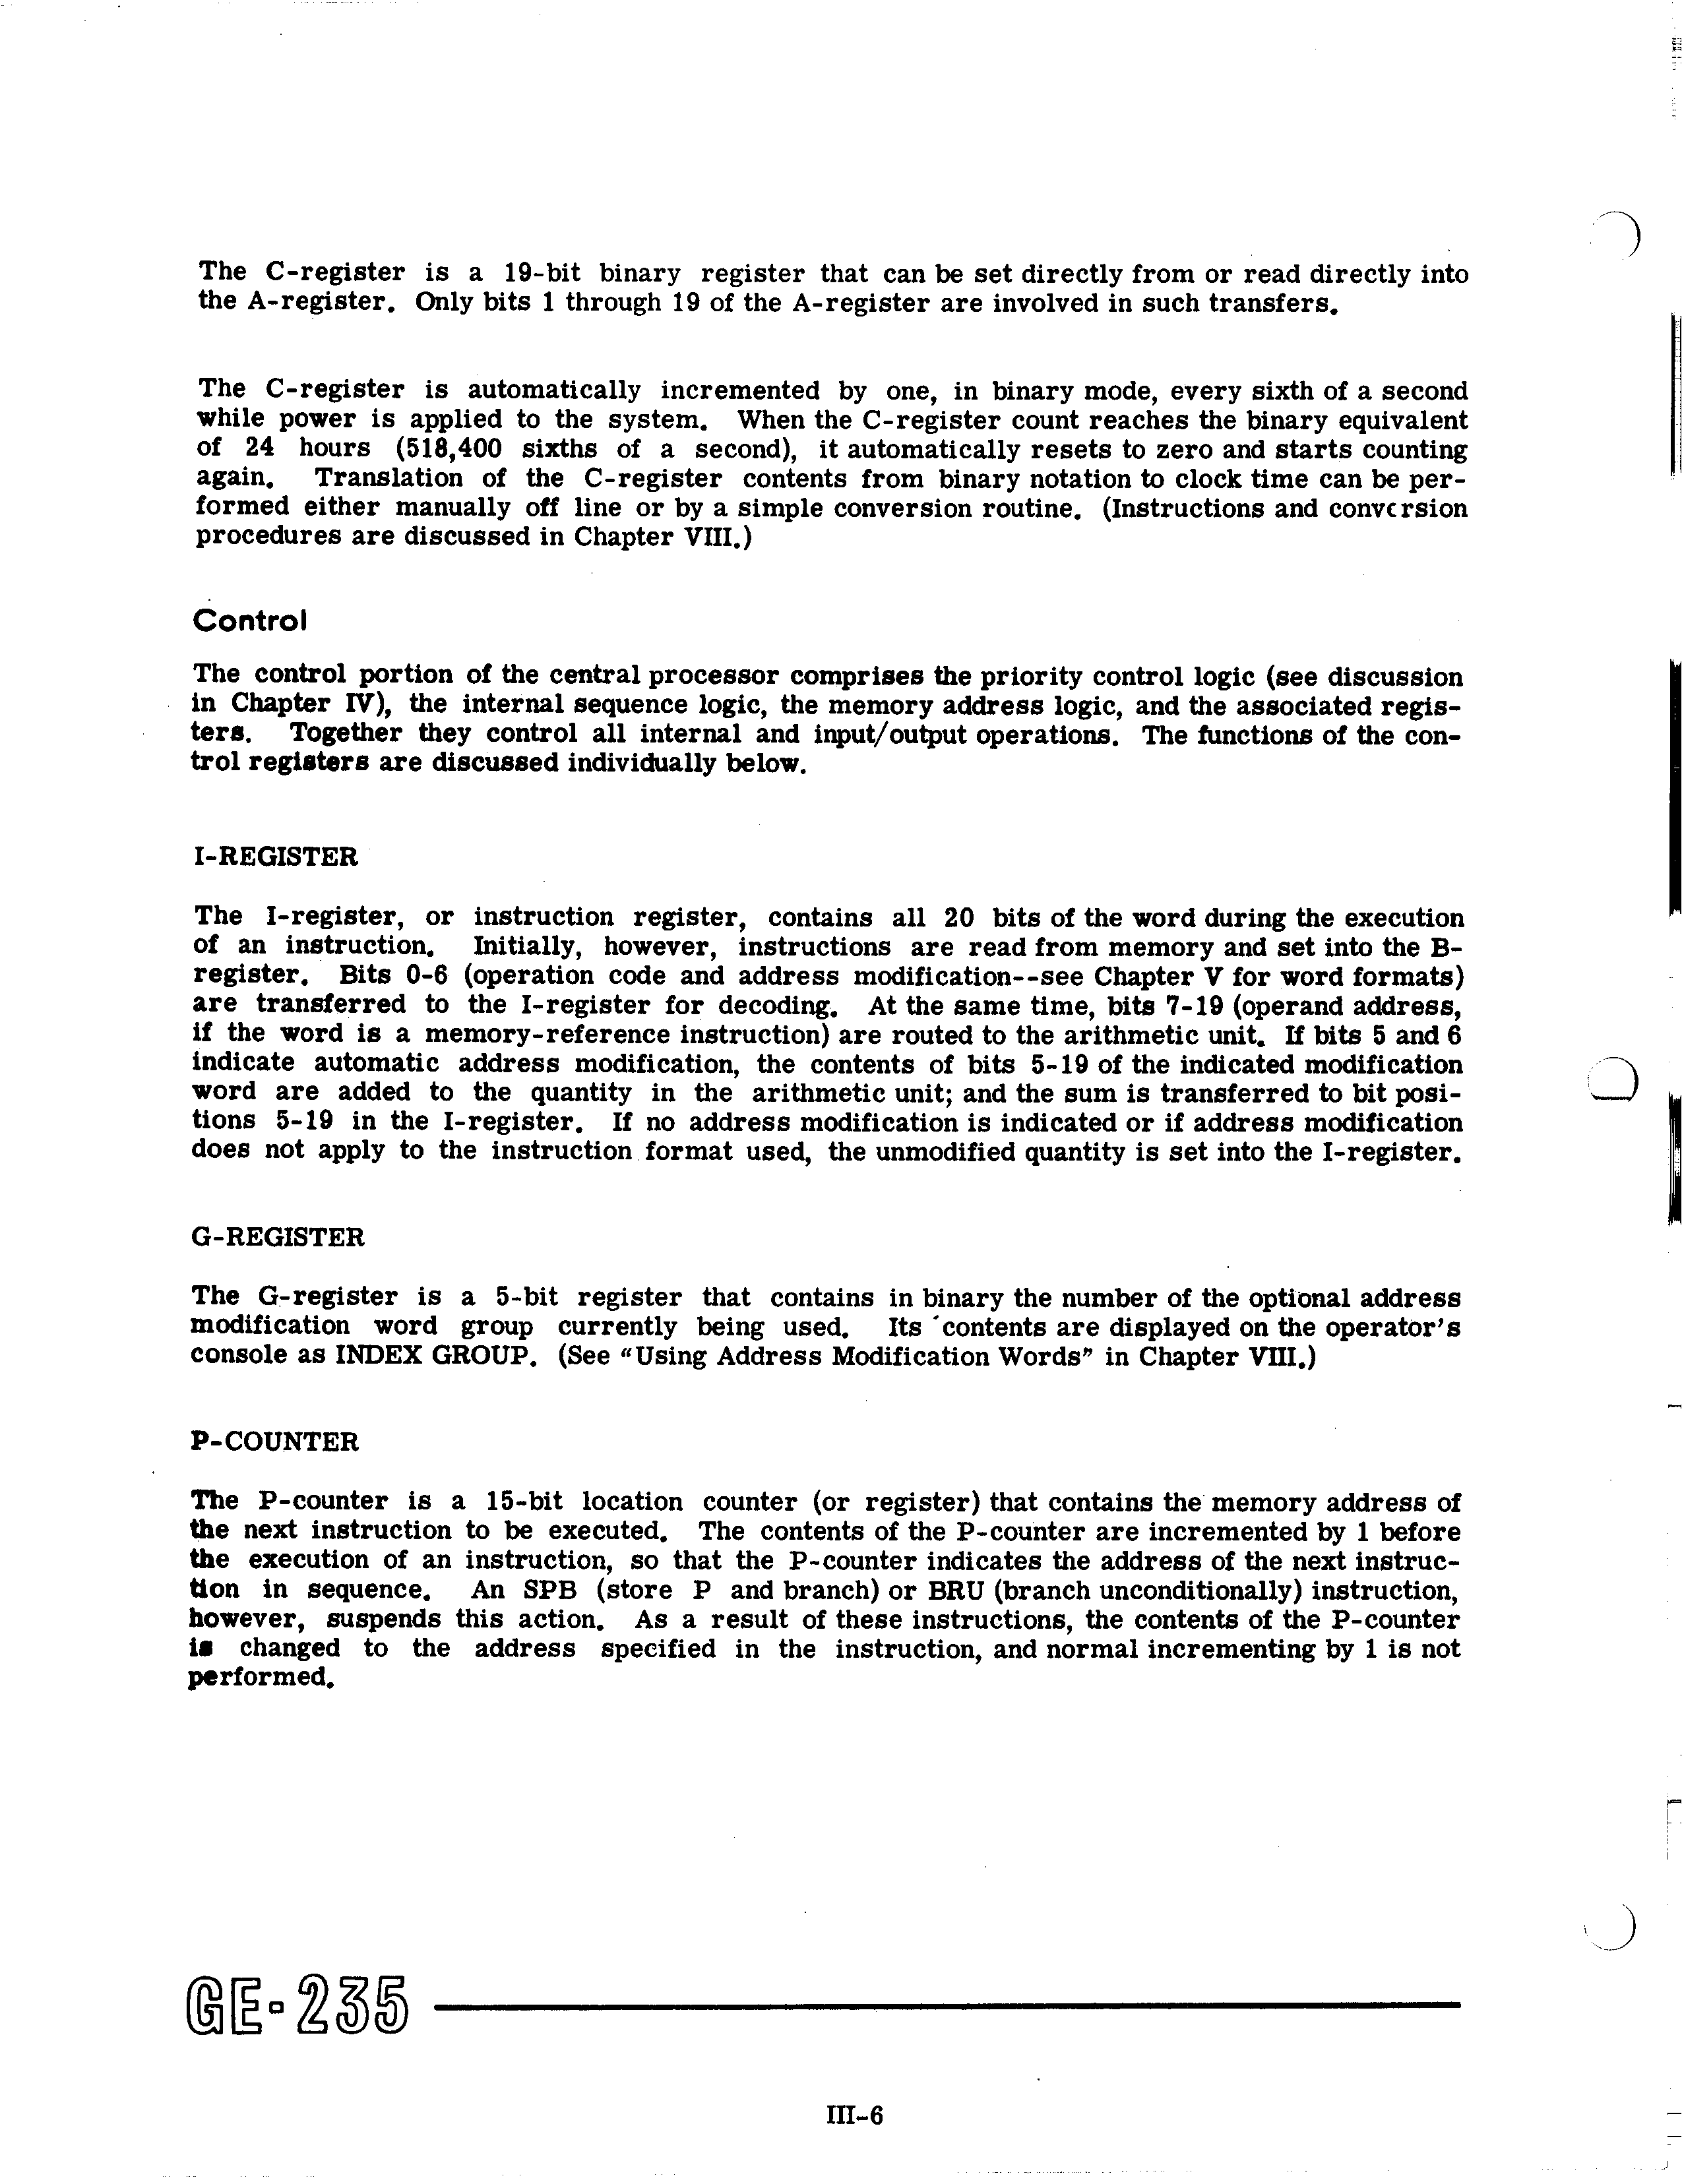 The C-register is a 19-bit binary register that can be set directly from or read directly into
the A-register. Only bits 1 through 19 of the A-register are involved in such transfers.
The C-register is automatically incremented by one, in binary mode, every sixth of a second
while power is applied to the system. When the C-register count reaches the binary equivalent
of 24 hours (518,400 sixths of a second), it automatically resets to zero and starts counting
again. Translation of the C-register contents from binary notation to clock time can be per-
formed either manually off line or by a simple conversion routine. (Instructions and conversion
procedures are discussed in Chapter VIII.)
Control
The control portion of the central processor comprises the priority control logic (see discussion
in Chapter IV), the internal sequence logic, the memory address logic, and the associated regis-
ters. Together they control all internal and input/output operations. The functions of the con-
trol registers are discussed individually below.
I-REGISTER
The I-register, or instruction register, contains all 20 bits of the word during the execution
of an instruction. Initially, however, instructions are read from memory and set into the B-
register. Bits 0-6 (operation code and address modification--see Chapter V for word formats)
are transferred to the I-register for decoding. At the same time, bits 7-19 (operand address,
if the word is a memory-reference instruction) are routed to the arithmetic unit. If bits 5 and 6
indicate automatic address modification, the contents of bits 5-19 of the indicated modification
word are added to the quantity in the arithmetic unit; and the sum is transferred to bit posi-
tions 5-19 in the I-register. If no address modification is indicated or if address modification
does not apply to the instruction format used, the unmodified quantity is set into the I-register.
G-REGISTER
The G-register is a 5-bit register that contains in binary the number of the optional address
modification word group currently being used. Its contents are displayed on the operator's
console as INDEX GROUP. (See “Using Address Modification Words” in Chapter VIII.)
P-COUNTER
The P-counter is a 15-bit location counter (or register) that contains the memory address of
the next instruction to be executed. The contents of the P-counter are incremented by 1 before
the execution of an instruction, so that the P-counter indicates the address of the next instruc-
tion in sequence. An SPB (store P and branch) or BRU (branch unconditionally) instruction,
however, suspends this action. As a result of these instructions, the contents of the P-counter
is changed to the address specified in the instruction, and normal incrementing by 1 is not
performed.
GE-235
III-6